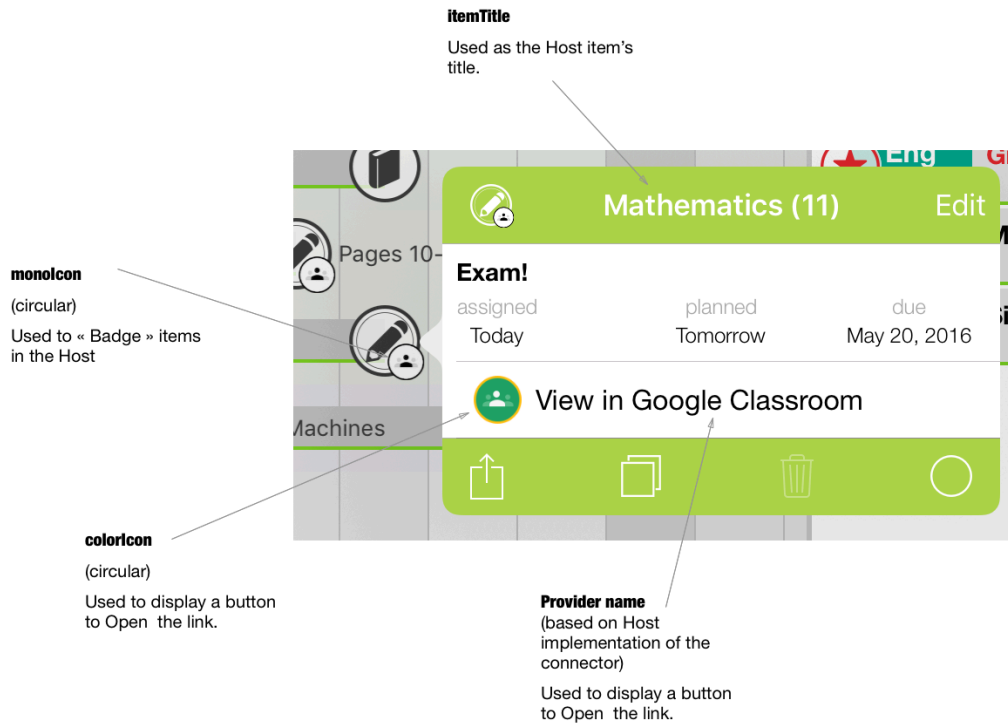 itemTitle
Used as the Host item's
title.
Eng
Mathematics (11)
Edit
Pages 10-
Exam!
assigned
planned
due
Today
Tomorrow
May 20, 2016
View in Google Classroom
Machines
monoIcon
(circular)
Used to « Badge » items
in the Host
colorIcon
(circular)
Used to display a button
to Open the link.
Provider name
(based on Host
implementation of the
connector)
Used to display a button
to Open the link.